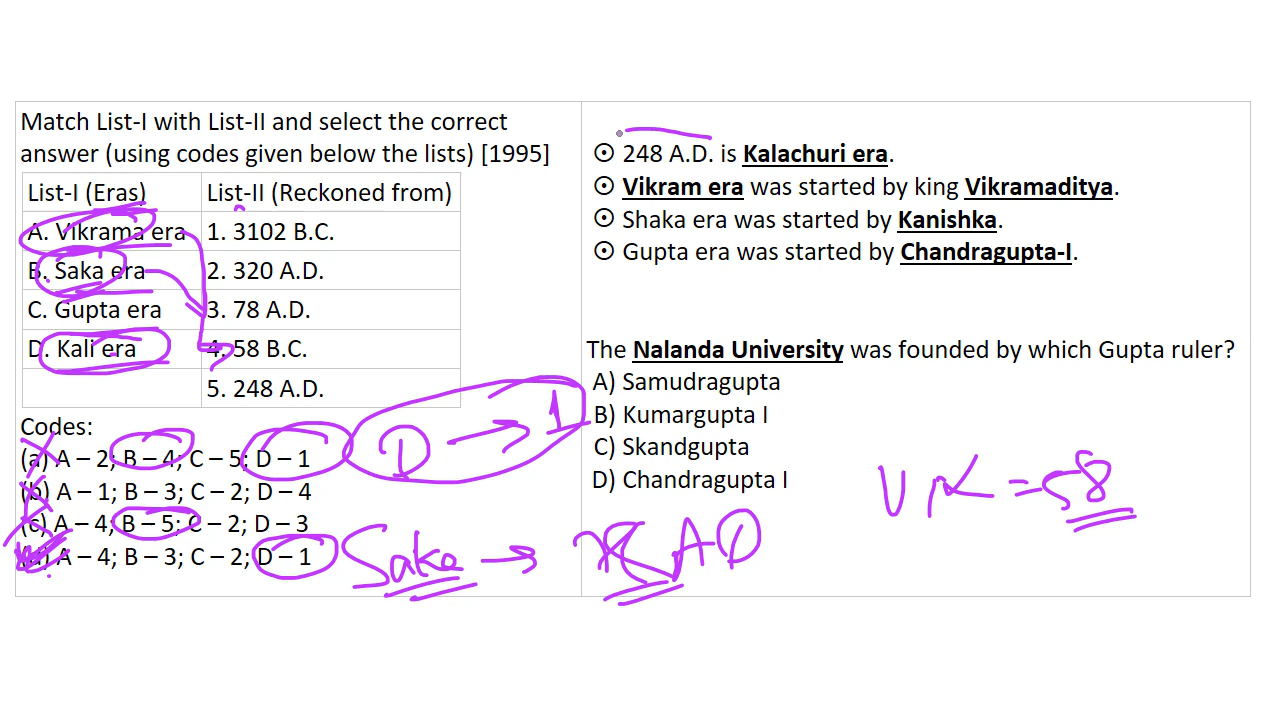 Match List-I with List-II and select the correct
answer (using codes given below the lists) [1995]
List-I (Eras) List-II (Reckoned from)
A. Vikrama era 1. 3102 B.C.
B. Saka era 2. 320 A.D.
C. Gupta era 3. 78 A.D.
D. Kali era 4. 58 B.C.
5. 248 A.D.
Codes:
(a) A – 2; B – 4; C – 5; D – 1
(b) A – 1; B – 3; C – 2; D – 4
(c) A – 4; B – 5; C – 2; D – 3
(d) A – 4; B – 3; C – 2; D – 1
D → 1
Saka → 78 AD
⊙ 248 A.D. is Kalachuri era.
⊙ Vikram era was started by king Vikramaditya.
⊙ Shaka era was started by Kanishka.
⊙ Gupta era was started by Chandragupta-I.
The Nalanda University was founded by which Gupta ruler?
A) Samudragupta
B) Kumargupta I
C) Skandgupta
D) Chandragupta I
= 58